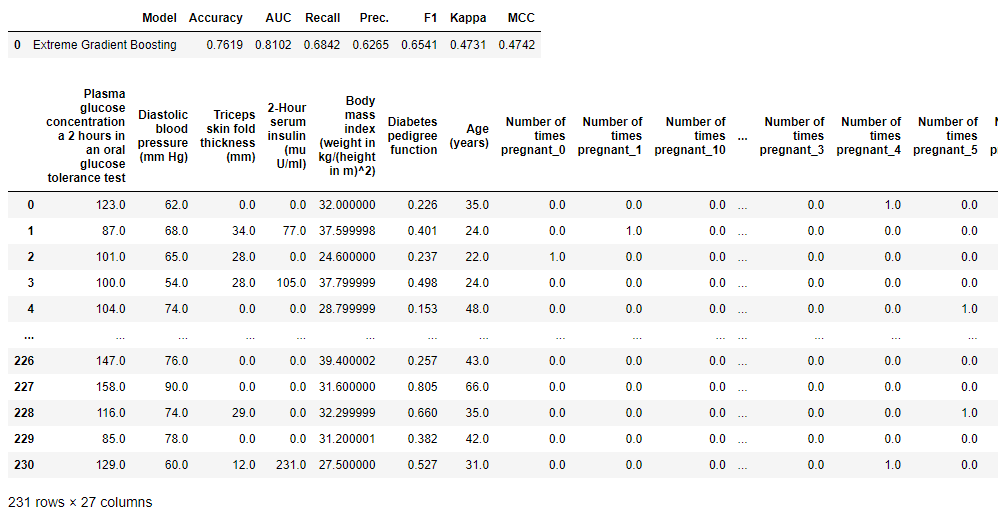 Model Accuracy AUC Recall Prec. F1 Kappa MCC
0 Extreme Gradient Boosting 0.7619 0.8102 0.6842 0.6265 0.6541 0.4731 0.4742
Plasma glucose concentration a 2 hours in an oral glucose tolerance test Diastolic blood pressure (mm Hg) Triceps skin fold thickness (mm) 2-Hour serum insulin (mu U/ml) Body mass index (weight in kg/(height in m)^2) Diabetes pedigree function Age (years) Number of times pregnant_0 Number of times pregnant_1 Number of times pregnant_10 ... Number of times pregnant_3 Number of times pregnant_4 Number of times pregnant_5
0 123.0 62.0 0.0 0.0 32.000000 0.226 35.0 0.0 0.0 0.0 ... 0.0 1.0 0.0
1 87.0 68.0 34.0 77.0 37.599998 0.401 24.0 0.0 1.0 0.0 ... 0.0 0.0 0.0
2 101.0 65.0 28.0 0.0 24.600000 0.237 22.0 1.0 0.0 0.0 ... 0.0 0.0 0.0
3 100.0 54.0 28.0 105.0 37.799999 0.498 24.0 0.0 0.0 0.0 ... 0.0 0.0 0.0
4 104.0 74.0 0.0 0.0 28.799999 0.153 48.0 0.0 0.0 0.0 ... 0.0 0.0 1.0
... ... ... ... ... ... ... ... ... ... ... ... ... ... ...
226 147.0 76.0 0.0 0.0 39.400002 0.257 43.0 0.0 0.0 0.0 ... 0.0 0.0 0.0
227 158.0 90.0 0.0 0.0 31.600000 0.805 66.0 0.0 0.0 0.0 ... 0.0 0.0 0.0
228 116.0 74.0 29.0 0.0 32.299999 0.660 35.0 0.0 0.0 0.0 ... 0.0 0.0 1.0
229 85.0 78.0 0.0 0.0 31.200001 0.382 42.0 0.0 0.0 0.0 ... 0.0 0.0 0.0
230 129.0 60.0 12.0 231.0 27.500000 0.527 31.0 0.0 0.0 0.0 ... 0.0 1.0 0.0
231 rows × 27 columns